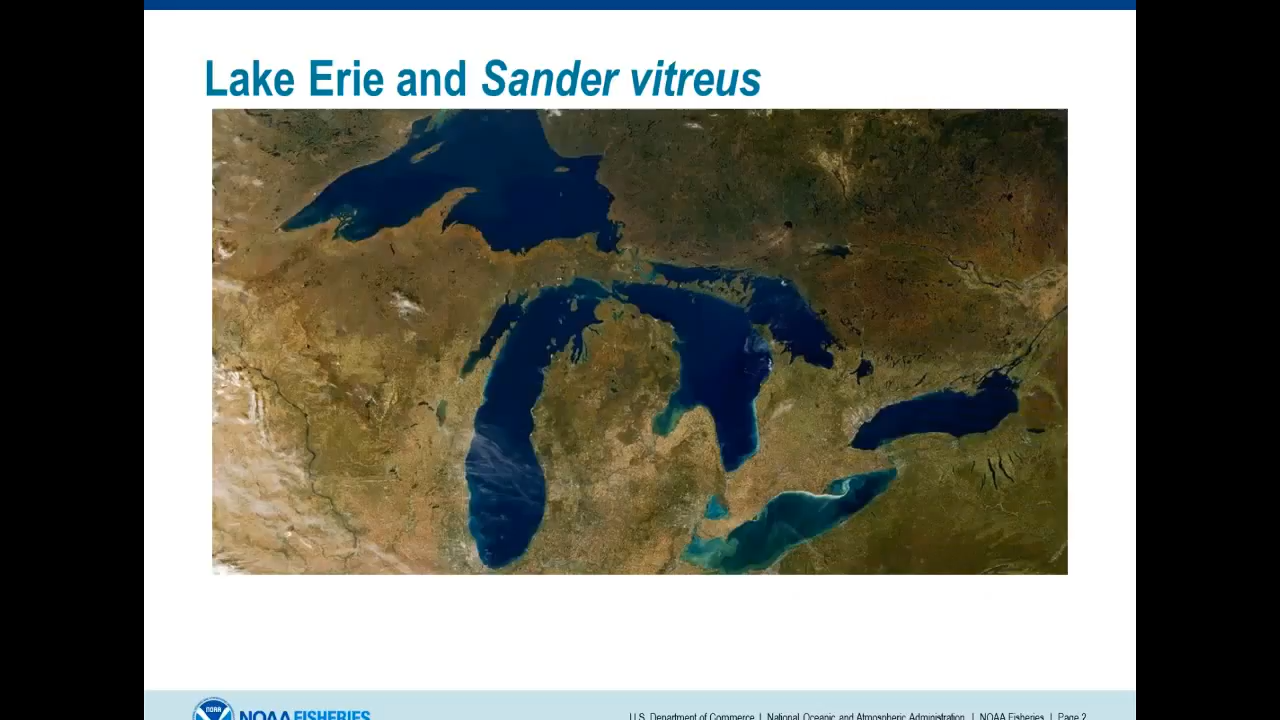 Lake Erie and Sander vitreus
NOAA
NOAA FISHERIES
U.S. Department of Commerce | National Oceanic and Atmospheric Administration | NOAA Fisheries | Page 2